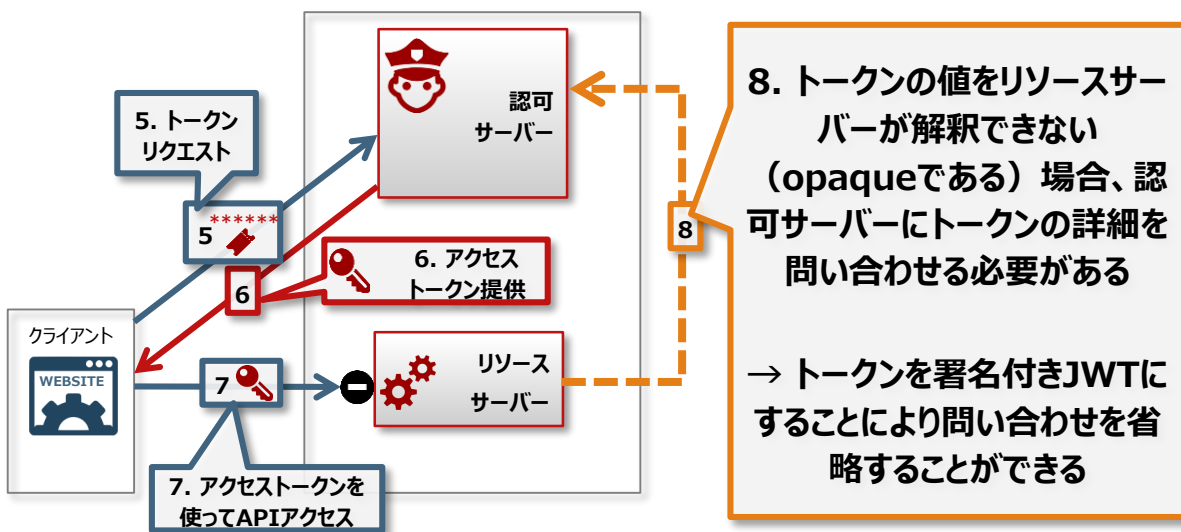 認可
サーバー
5. トークン
リクエスト
******
5
6
6. アクセス
トークン提供
8
クライアント
WEBSITE
7
リソース
サーバー
7. アクセストークンを
使ってAPIアクセス
8. トークンの値をリソースサー
バーが解釈できない
（opaqueである）場合、認
可サーバーにトークンの詳細を
問い合わせる必要がある
→ トークンを署名付きJWTに
することにより問い合わせを省
略することができる